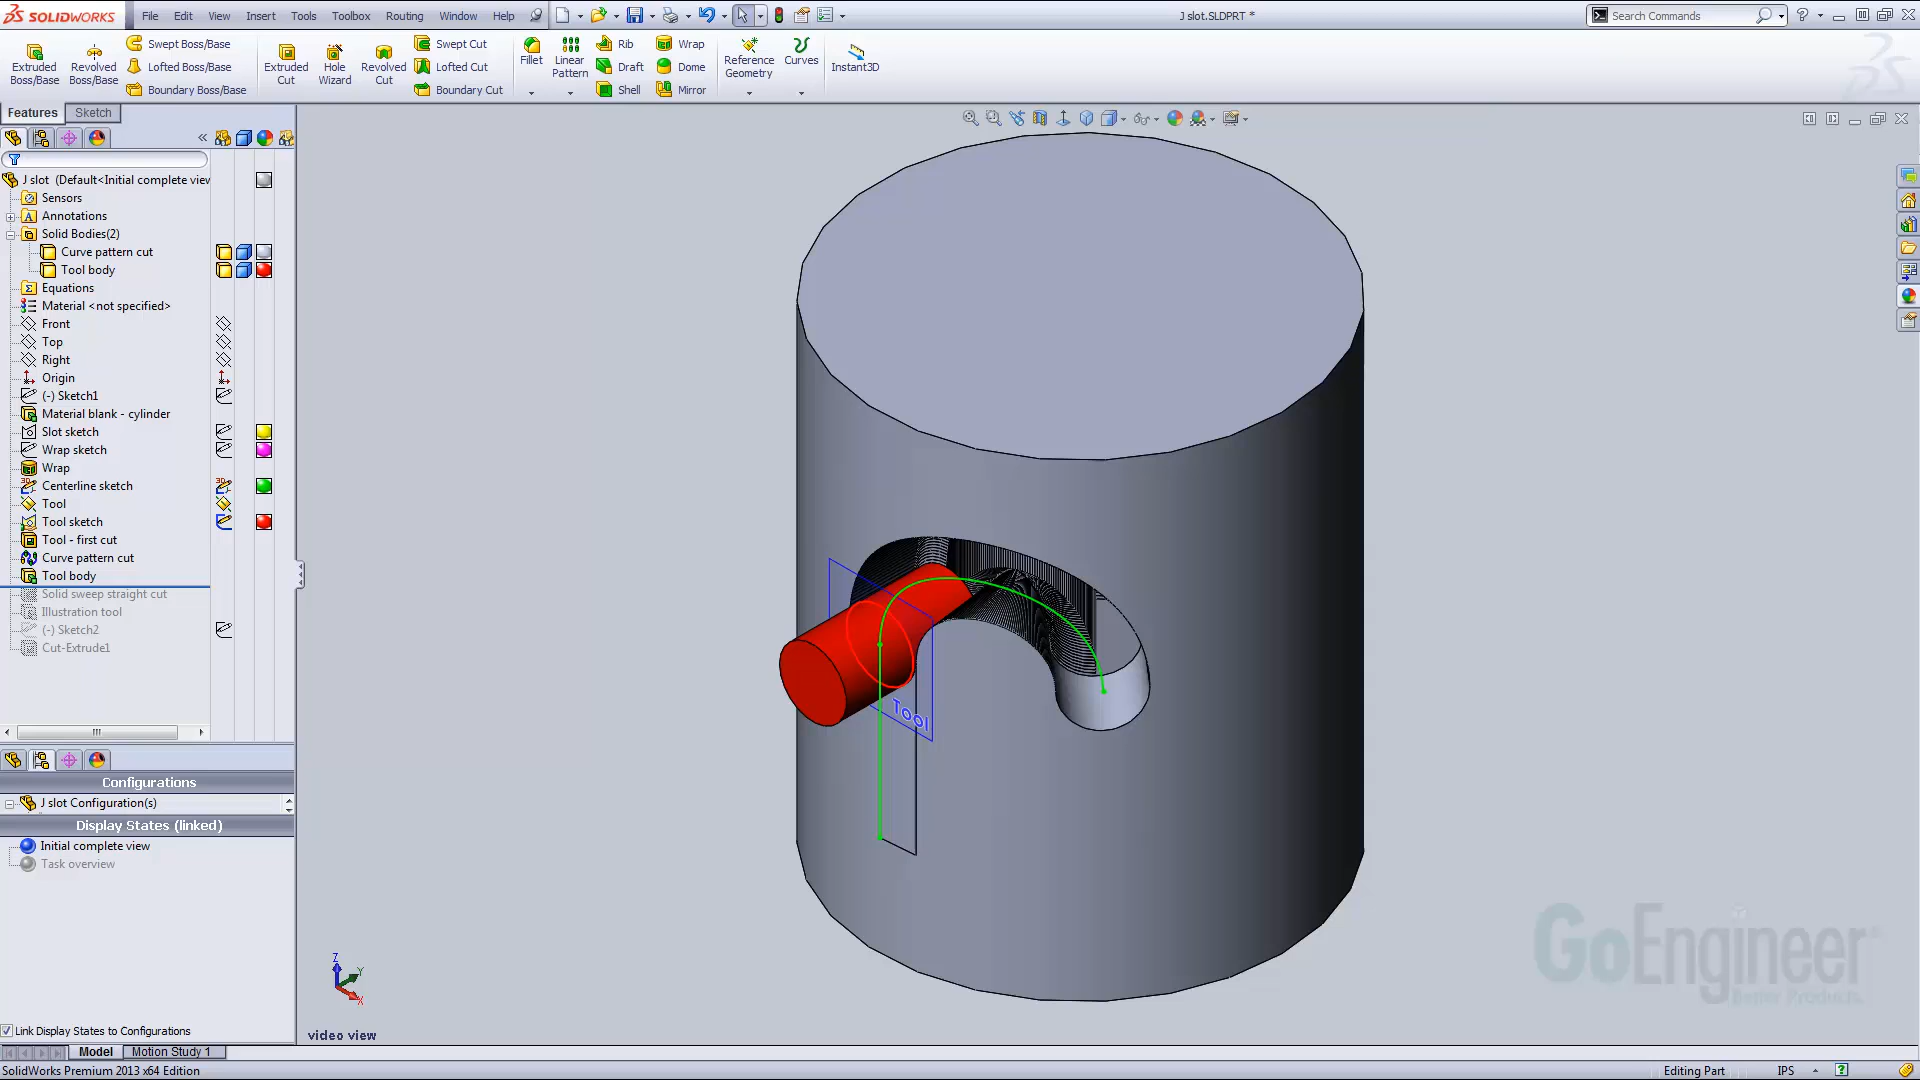 SOLIDWORKS File Edit View Insert Tools Toolbox Routing Window Help J slot.SLDPRT * Search Commands
Extruded Boss/Base
Revolved Boss/Base
Swept Boss/Base
Lofted Boss/Base
Boundary Boss/Base
Extruded Cut
Hole Wizard
Revolved Cut
Swept Cut
Lofted Cut
Boundary Cut
Fillet
Linear Pattern
Rib
Draft
Shell
Wrap
Dome
Mirror
Reference Geometry
Curves
Instant3D
Features Sketch
J slot (Default<Initial complete view
Sensors
Annotations
Solid Bodies(2)
Curve pattern cut
Tool body
Equations
Material <not specified>
Front
Top
Right
Origin
(-) Sketch1
Material blank - cylinder
Slot sketch
Wrap sketch
Wrap
Centerline sketch
Tool
Tool sketch
Tool - first cut
Curve pattern cut
Tool body
Solid sweep straight cut
Illustration tool
(-) Sketch2
Cut-Extrude1
Configurations
J slot Configuration(s)
Display States (linked)
Initial complete view
Task overview
Link Display States to Configurations
Tool
Z
Y
X
video view
GoEngineer
Better Products.
Model Motion Study 1
SolidWorks Premium 2013 x64 Edition Editing Part IPS